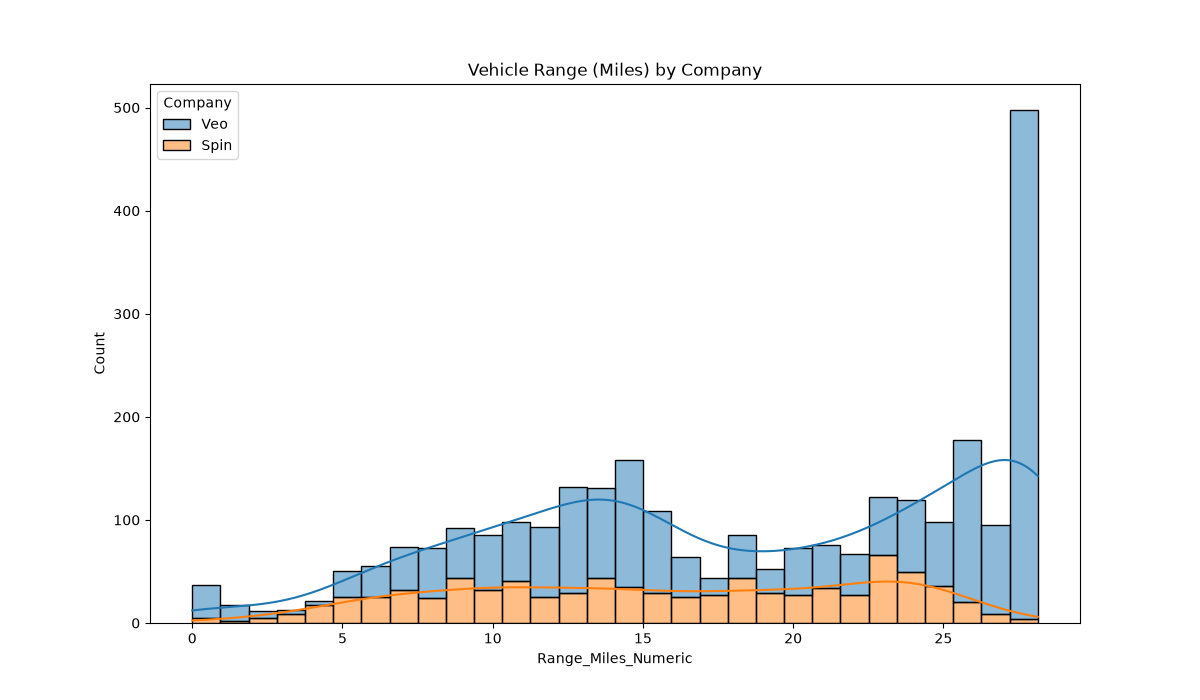 Vehicle Range (Miles) by Company
Company
Veo
Spin
500
400
300
200
100
0
Count
0 5 10 15 20 25
Range_Miles_Numeric